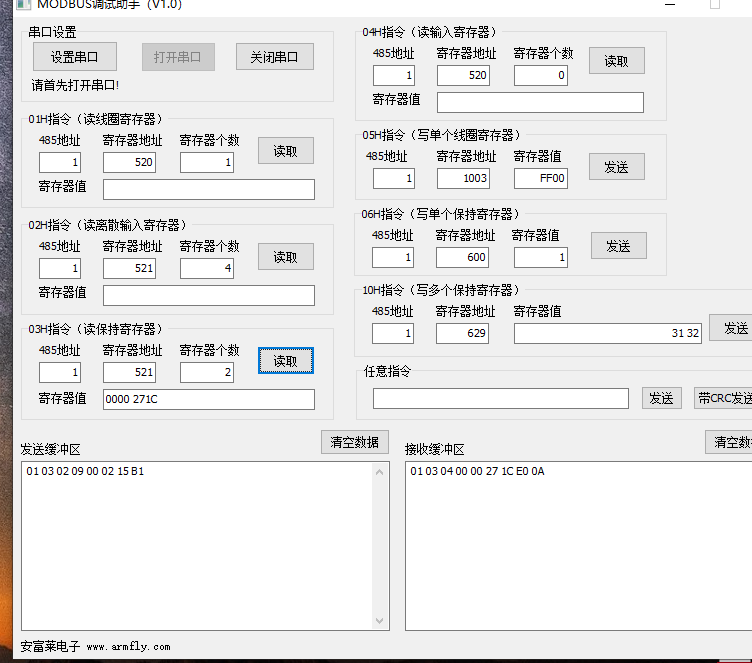 MODBUS调试助手（V1.0）
串口设置
设置串口 打开串口 关闭串口
请首先打开串口!
01H指令（读线圈寄存器）
485地址 寄存器地址 寄存器个数
1 520 1 读取
寄存器值
02H指令（读离散输入寄存器）
485地址 寄存器地址 寄存器个数
1 521 4 读取
寄存器值
03H指令（读保持寄存器）
485地址 寄存器地址 寄存器个数
1 521 2 读取
寄存器值 0000 271C
04H指令（读输入寄存器）
485地址 寄存器地址 寄存器个数
1 520 0 读取
寄存器值
05H指令（写单个线圈寄存器）
485地址 寄存器地址 寄存器值
1 1003 FF00 发送
06H指令（写单个保持寄存器）
485地址 寄存器地址 寄存器值
1 600 1 发送
10H指令（写多个保持寄存器）
485地址 寄存器地址 寄存器值
1 629 31 32 发送
任意指令
发送 带CRC发送
发送缓冲区 清空数据
01 03 02 09 00 02 15 B1
接收缓冲区 清空数
01 03 04 00 00 27 1C E0 0A
安富莱电子 www.armfly.com